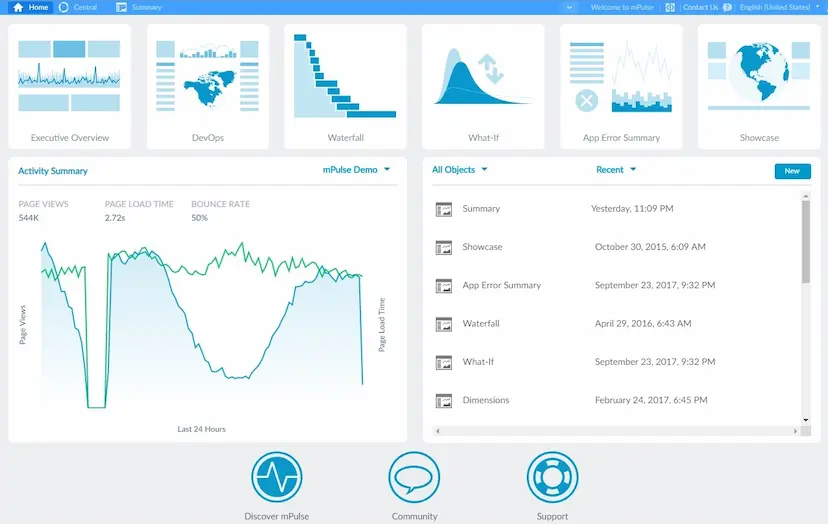 Home Central Summary Welcome to mPulse Contact Us ? English (United States)
Executive Overview DevOps Waterfall What-If App Error Summary Showcase
Activity Summary mPulse Demo
PAGE VIEWS PAGE LOAD TIME BOUNCE RATE
544K 2.72s 50%
Page Views
Page Load Time
Last 24 Hours
All Objects Recent New
Summary Yesterday, 11:09 PM
Showcase October 30, 2015, 6:09 AM
App Error Summary September 23, 2017, 9:32 PM
Waterfall April 29, 2016, 6:43 AM
What-If September 23, 2017, 9:32 PM
Dimensions February 24, 2017, 6:45 PM
Discover mPulse Community Support